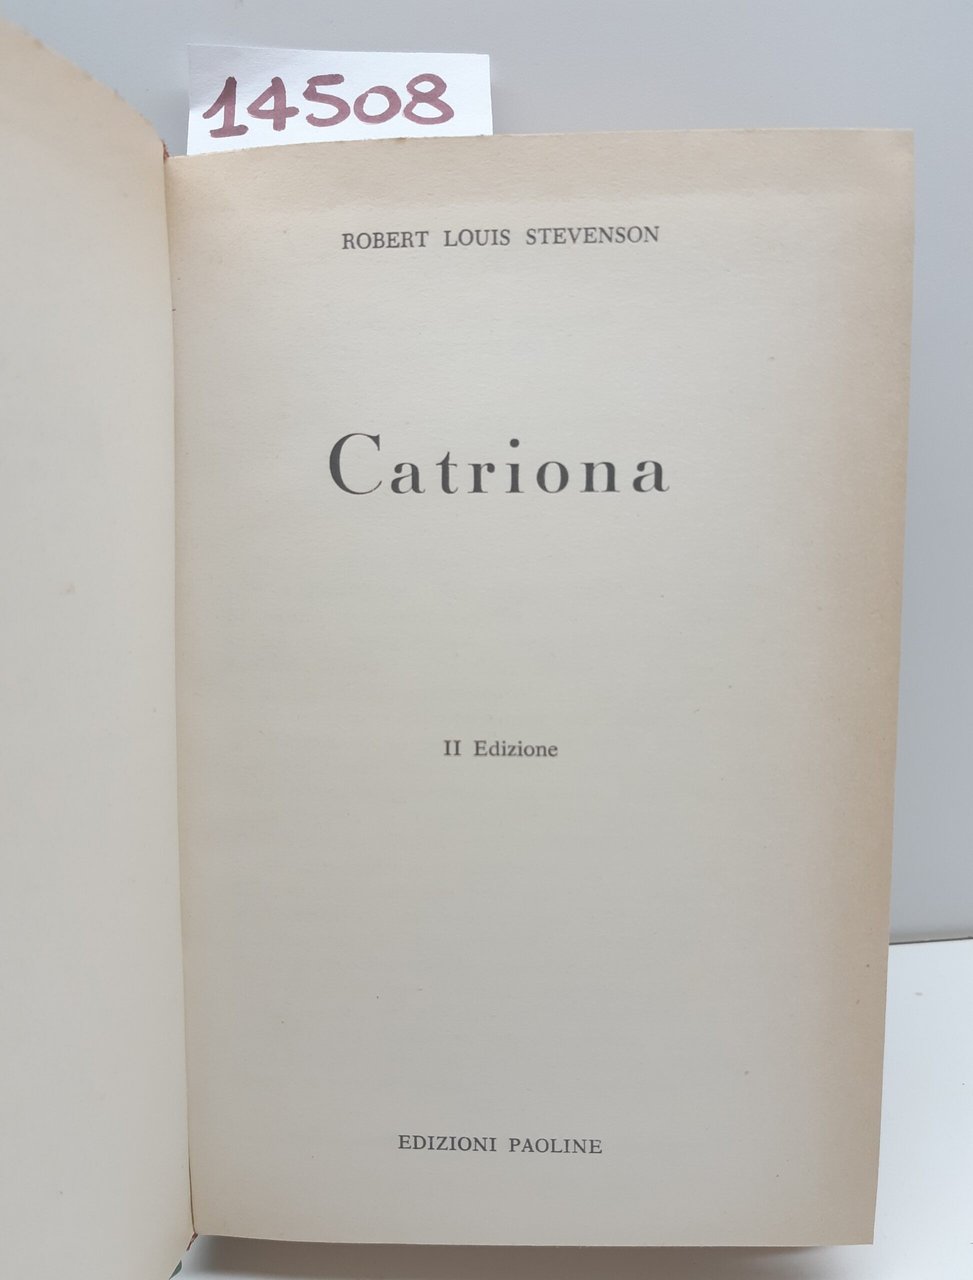 14508
ROBERT LOUIS STEVENSON
Catriona
II Edizione
EDIZIONI PAOLINE